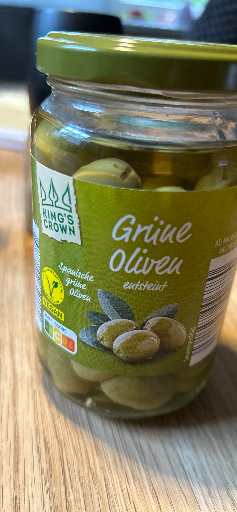 KING'S
CROWN
Grüne
Oliven
entsteint
Spanische
grüne
Oliven
VEGAN